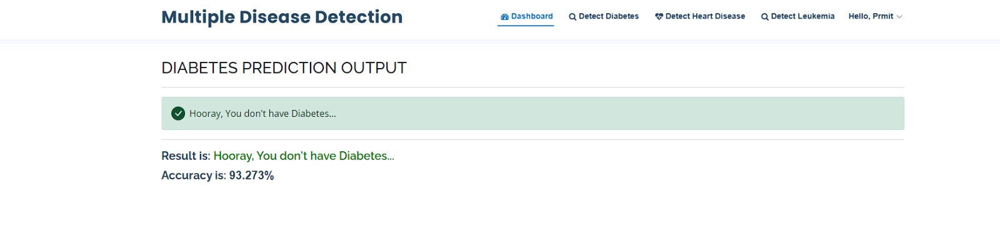 Multiple Disease Detection
Dashboard Detect Diabetes Detect Heart Disease Detect Leukemia Hello, Prmit
DIABETES PREDICTION OUTPUT
Hooray, You don't have Diabetes...
Result is: Hooray, You don't have Diabetes...
Accuracy is: 93.273%